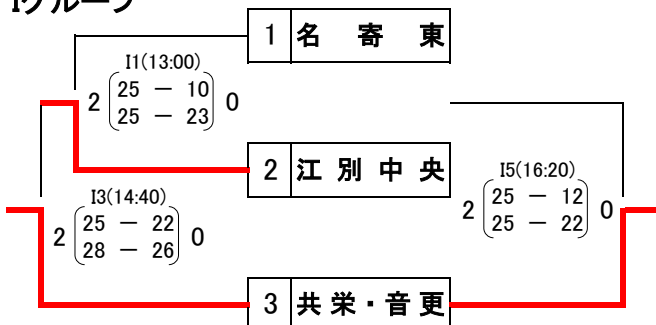 Iグループ
1 名寄東
I1(13:00)
2 25 － 10 0
25 － 23
2 江別中央
I3(14:40)
2 25 － 22 0
28 － 26
I5(16:20)
2 25 － 12 0
25 － 22
3 共栄・音更